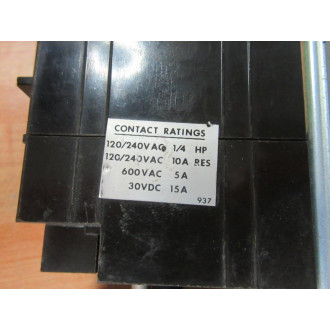 CONTACT RATINGS
120/240VAC 1/4 HP
120/240VAC 10A RES
600VAC 5A
30VDC 15A
937